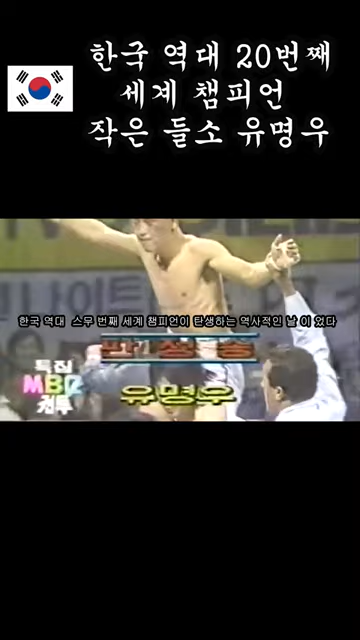 한국 역대 20번째
세계 챔피언
작은 들소 유명우
한국 역대 스무 번째 세계 챔피언이 탄생하는 역사적인 날 이 었다
판 정 승
특집
MBC
권투
유명우